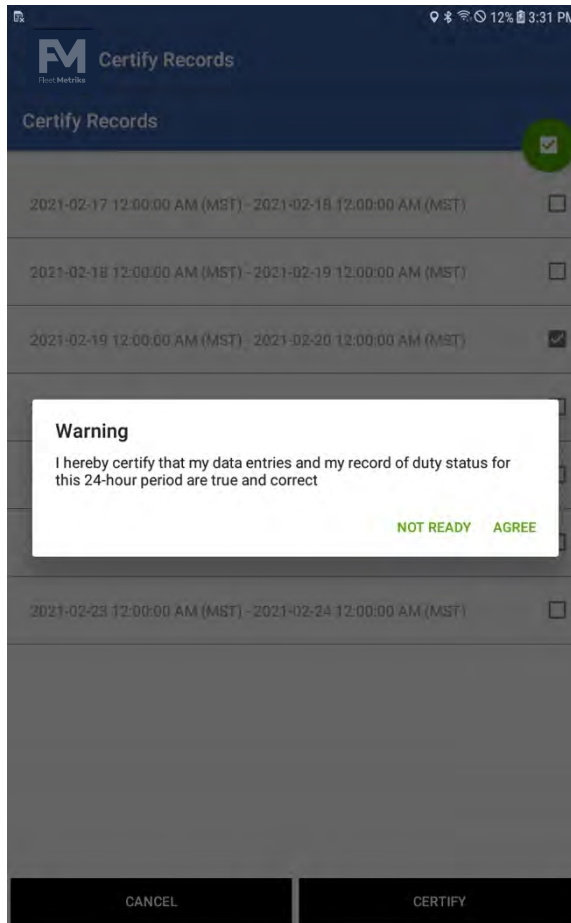 12% 3:31 PM
FM
Fleet Metriks
Certify Records
Certify Records
2021-02-17 12:00:00 AM (MST) - 2021-02-18 12:00:00 AM (MST)
2021-02-18 12:00:00 AM (MST) - 2021-02-19 12:00:00 AM (MST)
2021-02-19 12:00:00 AM (MST) - 2021-02-20 12:00:00 AM (MST)
Warning
I hereby certify that my data entries and my record of duty status for
this 24-hour period are true and correct
NOT READY AGREE
2021-02-23 12:00:00 AM (MST) - 2021-02-24 12:00:00 AM (MST)
CANCEL CERTIFY